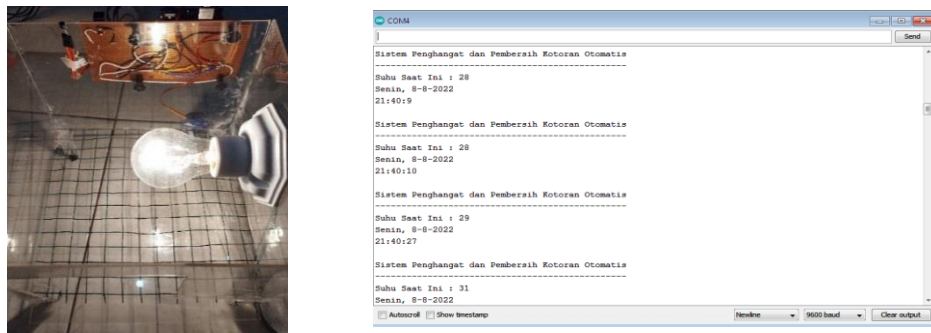 COM4
Send
Sistem Penghangat dan Pembersih Kotoran Otomatis
------------------------------------------------
Suhu Saat Ini : 28
Senin, 8-8-2022
21:40:9
Sistem Penghangat dan Pembersih Kotoran Otomatis
------------------------------------------------
Suhu Saat Ini : 28
Senin, 8-8-2022
21:40:10
Sistem Penghangat dan Pembersih Kotoran Otomatis
------------------------------------------------
Suhu Saat Ini : 29
Senin, 8-8-2022
21:40:27
Sistem Penghangat dan Pembersih Kotoran Otomatis
------------------------------------------------
Suhu Saat Ini : 31
Senin, 8-8-2022
Autoscroll Show timestamp Newline 9600 baud Clear output